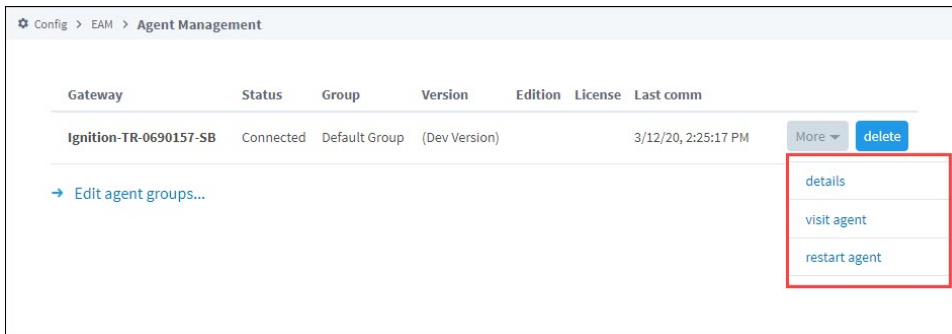 Config > EAM > Agent Management
Gateway Status Group Version Edition License Last comm
Ignition-TR-0690157-SB Connected Default Group (Dev Version) 3/12/20, 2:25:17 PM More delete
details
→ Edit agent groups...
visit agent
restart agent